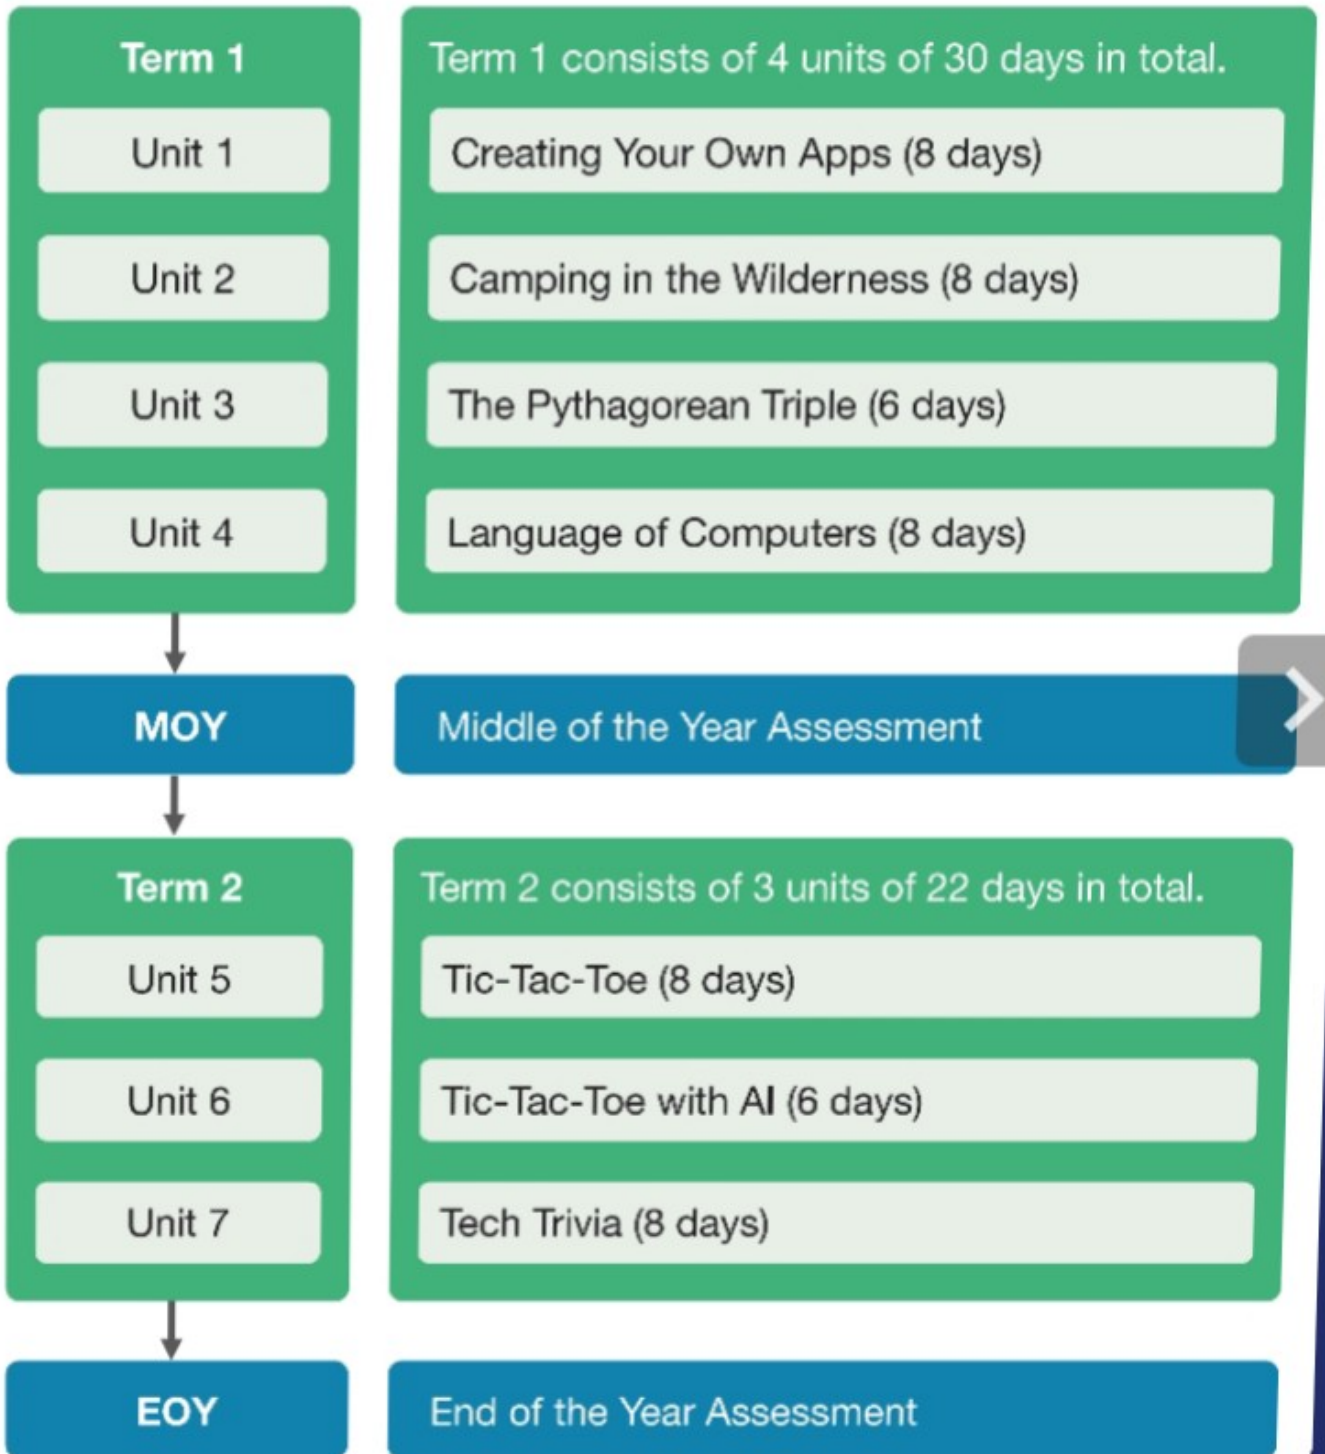 Term 1
Term 1 consists of 4 units of 30 days in total.
Unit 1
Creating Your Own Apps (8 days)
Unit 2
Camping in the Wilderness (8 days)
Unit 3
The Pythagorean Triple (6 days)
Unit 4
Language of Computers (8 days)
MOY
Middle of the Year Assessment
Term 2
Term 2 consists of 3 units of 22 days in total.
Unit 5
Tic-Tac-Toe (8 days)
Unit 6
Tic-Tac-Toe with AI (6 days)
Unit 7
Tech Trivia (8 days)
EOY
End of the Year Assessment